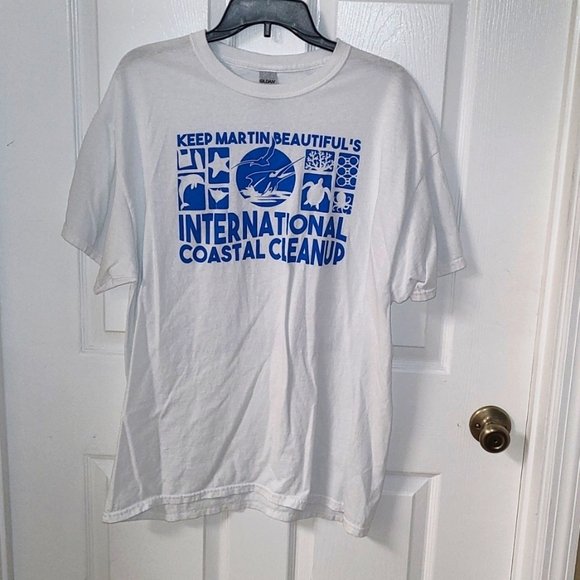 KEEP MARTIN BEAUTIFUL'S
INTERNATIONAL
COASTAL CLEANUP